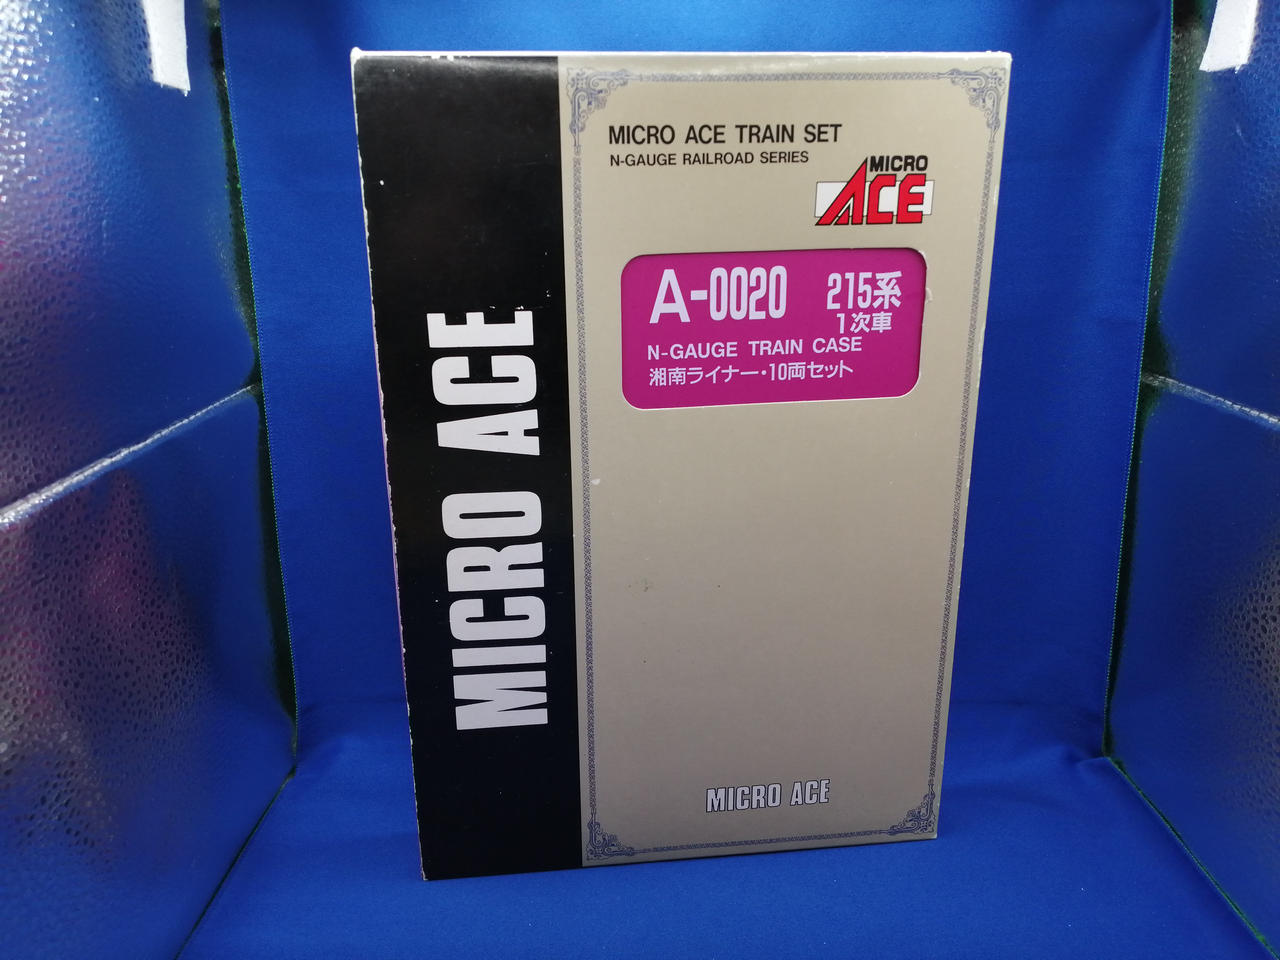 MICRO ACE
MICRO ACE TRAIN SET
N-GAUGE RAILROAD SERIES
MICRO
ACE
A-0020 215系
1次車
N-GAUGE TRAIN CASE
湘南ライナー・10両セット
MICRO ACE